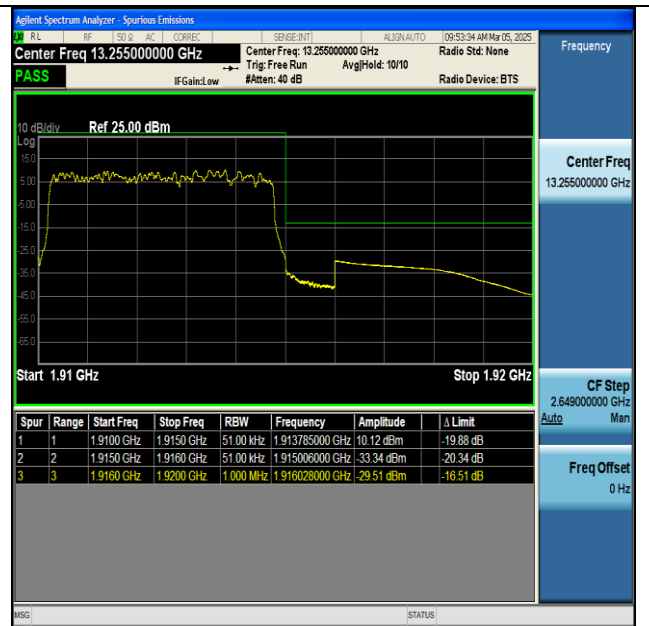 Agilent Spectrum Analyzer - Spurious Emissions
RL RF 50 Ω AC CORREC SENSE:INT ALIGN AUTO 09:53:34 AM Mar 05, 2025
Center Freq 13.255000000 GHz
Center Freq: 13.255000000 GHz
Radio Std: None
Trig: Free Run Avg|Hold: 10/10
PASS
IFGain:Low
#Atten: 40 dB
Radio Device: BTS
10 dB/div Ref 25.00 dBm
Log
15.0
5.00
-5.00
-15.0
-25.0
-35.0
-45.0
-55.0
-65.0
Start 1.91 GHz Stop 1.92 GHz
Spur Range Start Freq Stop Freq RBW Frequency Amplitude Δ Limit
1 1 1.9100 GHz 1.9150 GHz 51.00 kHz 1.913785000 GHz 10.12 dBm -19.88 dB
2 2 1.9150 GHz 1.9160 GHz 51.00 kHz 1.915006000 GHz -33.34 dBm -20.34 dB
3 3 1.9160 GHz 1.9200 GHz 1.000 MHz 1.916028000 GHz -29.51 dBm -16.51 dB
Frequency
Center Freq
13.255000000 GHz
CF Step
2.649000000 GHz
Auto Man
Freq Offset
0 Hz
MSG STATUS